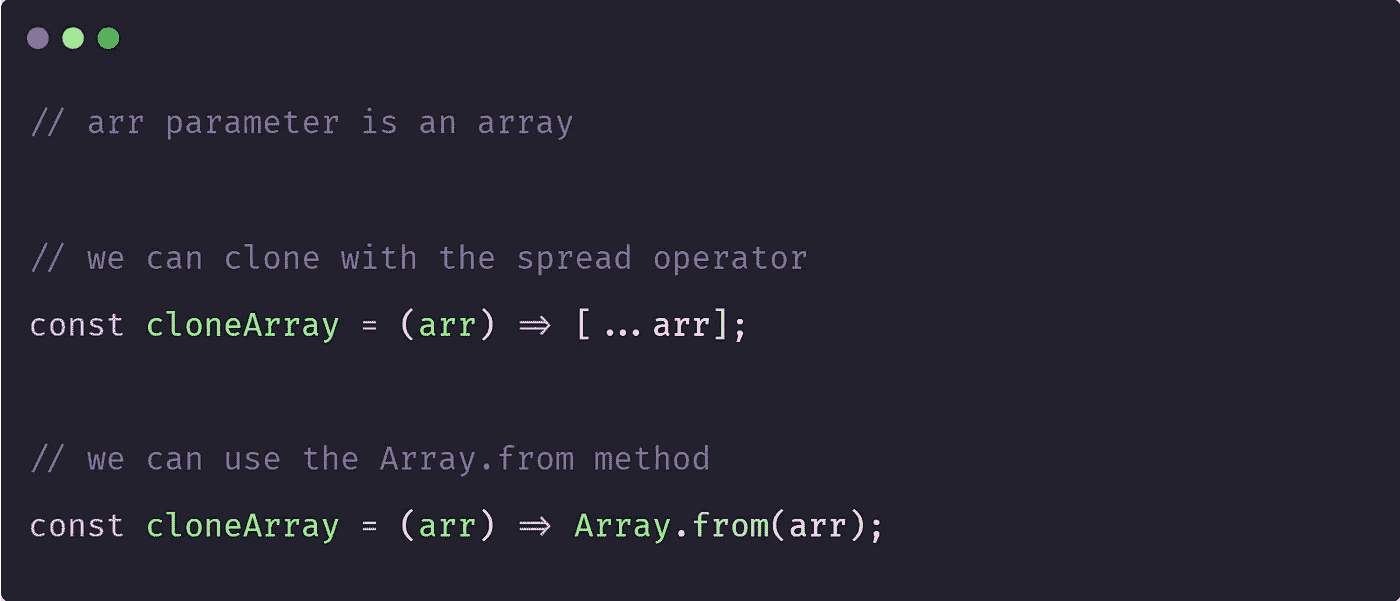 // arr parameter is an array
// we can clone with the spread operator
const cloneArray = (arr) => [...arr];
// we can use the Array.from method
const cloneArray = (arr) => Array.from(arr);